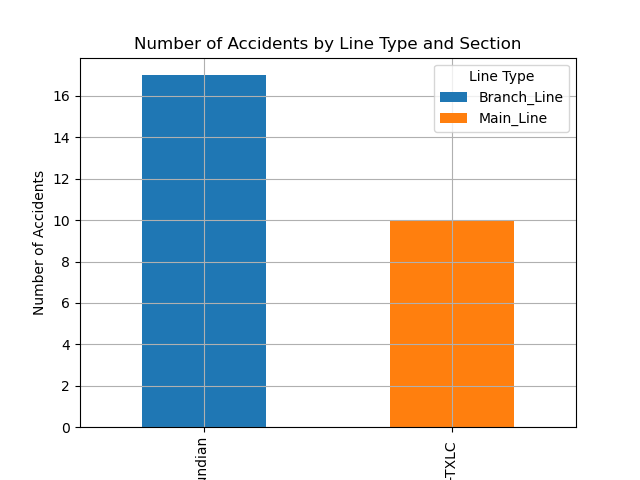 Number of Accidents by Line Type and Section
Number of Accidents
16
14
12
10
8
6
4
2
0
Line Type
Branch_Line
Main_Line
undian
-TXLC